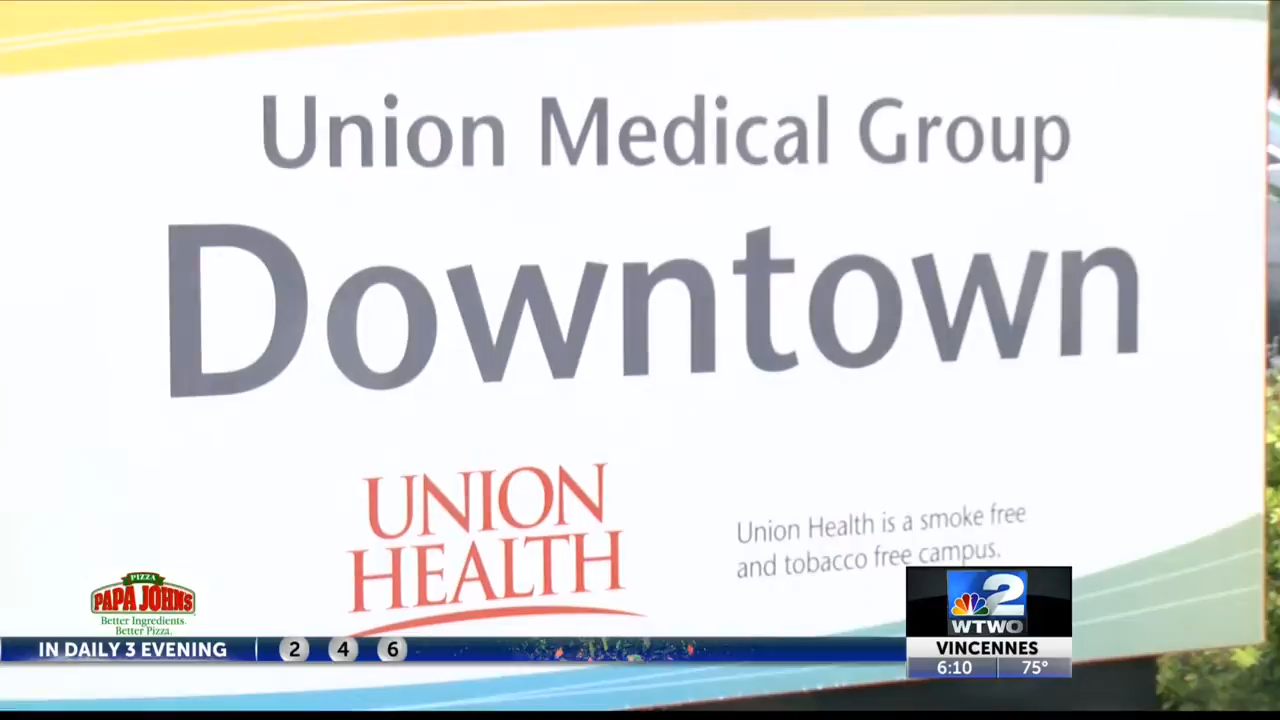 Union Medical Group
Downtown
UNION
HEALTH
Union Health is a smoke free
and tobacco free campus.
PIZZA
PAPA JOHNS
Better Ingredients.
Better Pizza.
IN DAILY 3 EVENING 2 4 6
2
WTWO
VINCENNES
6:10 75°